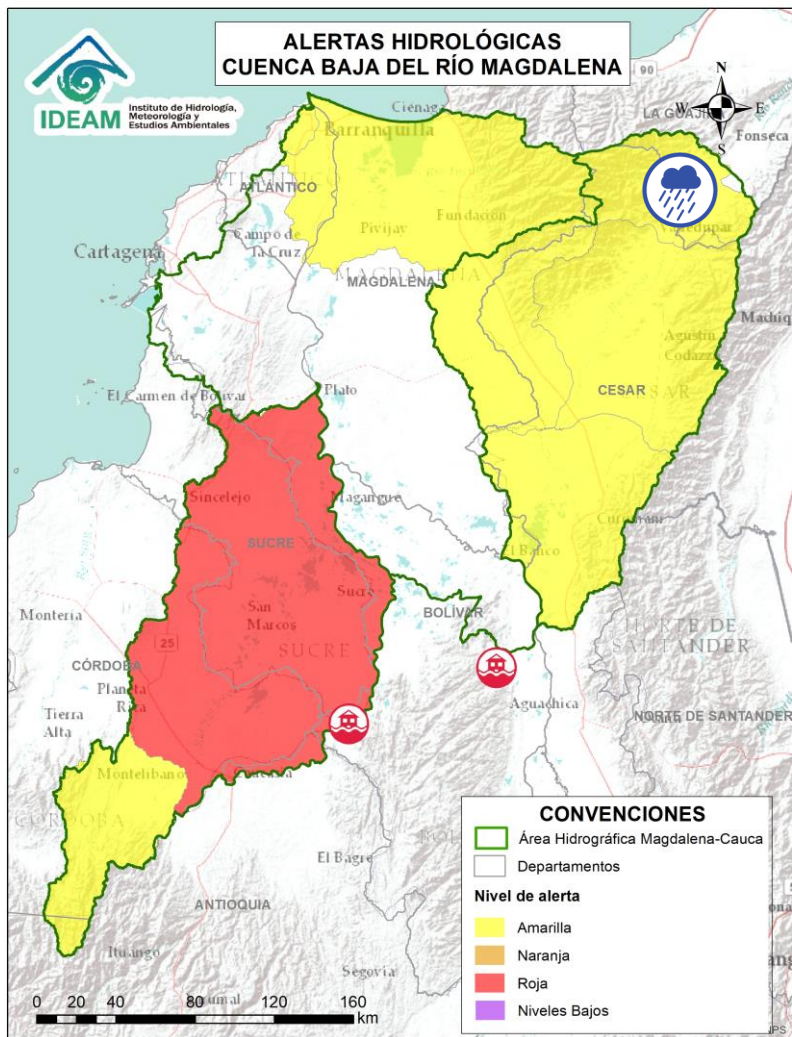 ALERTAS HIDROLÓGICAS
CUENCA BAJA DEL RÍO MAGDALENA
IDEAM
Instituto de Hidrología,
Meteorología y
Estudios Ambientales
90
N
W
E
S
Ciénaga
LA GUAJI
Fonseca
Barranquilla
ATLÁNTICO
Valledupar
Pivijay
Fundación
Campo de
La Cruz
Cartagena
MAGDALENA
MAGDALENA
Machiq
Agustín
Codazzi
CESAR
El Carmen de Bolívar
Plato
Sincelejo
Magangué
SUCRE
El Banco
Sucre
San
Marcos
BOLÍVAR
Montería
SUCRE
NORTE DE
SANTANDER
25
CÓRDOBA
Planeta
Rica
Aguachica
Tierra
Alta
NORTE DE SANTANDER
Montelíbano
CÓRDOBA
El Bagre
ANTIOQUIA
Ituango
Segovia
CONVENCIONES
Área Hidrográfica Magdalena-Cauca
Departamentos
Nivel de alerta
Amarilla
Naranja
Roja
Niveles Bajos
0 20 40 80 120 160
km